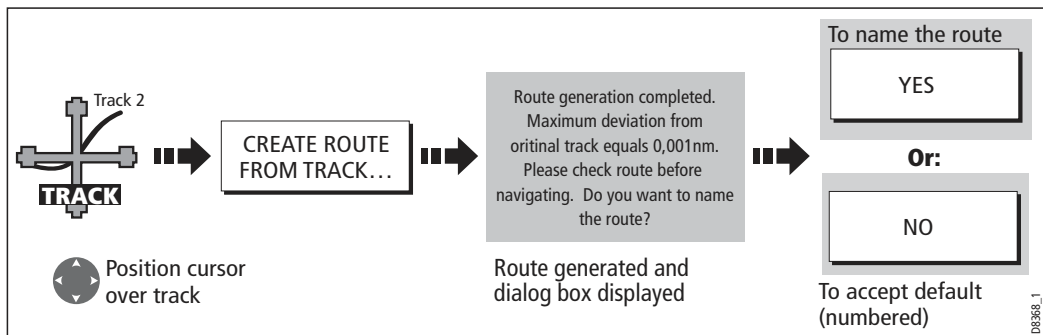 Track 2
TRACK
Position cursor
over track
CREATE ROUTE
FROM TRACK...
Route generation completed.
Maximum deviation from
oritinal track equals 0,001nm.
Please check route before
navigating. Do you want to name
the route?
Route generated and
dialog box displayed
To name the route
YES
Or:
NO
To accept default
(numbered)
D8368_1